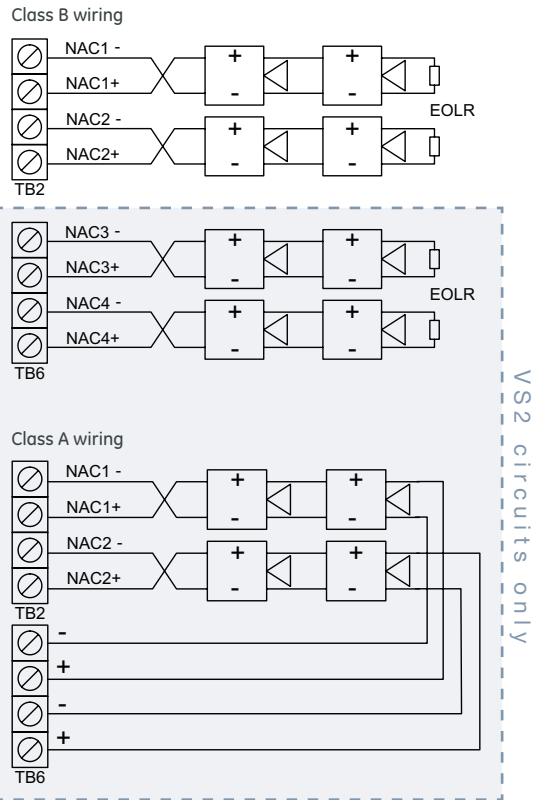 Class B wiring
NAC1 -
+ +
NAC1+
- -
EOLR
NAC2 -
+ +
NAC2+
- -
TB2
NAC3 -
+ +
NAC3+
- -
EOLR
NAC4 -
+ +
NAC4+
- -
TB6
VS2 circuits only
Class A wiring
NAC1 -
+ +
NAC1+
- -
NAC2 -
+ +
NAC2+
- -
TB2
-
+
-
+
TB6